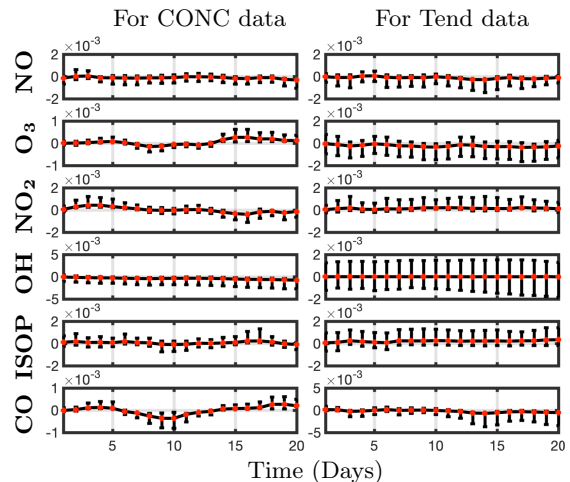 For CONC data For Tend data
×10⁻³ ×10⁻³
NO 2 0 -2 2 0 -2
×10⁻³ ×10⁻³
O₃ 1 0 -1 2 0 -2
×10⁻³ ×10⁻³
NO₂ 2 0 -2 2 0 -2
×10⁻³ ×10⁻³
OH 5 0 -5 2 0 -2
×10⁻³ ×10⁻³
ISOP 2 0 -2 2 0 -2
×10⁻³ ×10⁻³
CO 1 0 -1 5 0 -5
5 10 15 20 5 10 15 20
Time (Days)